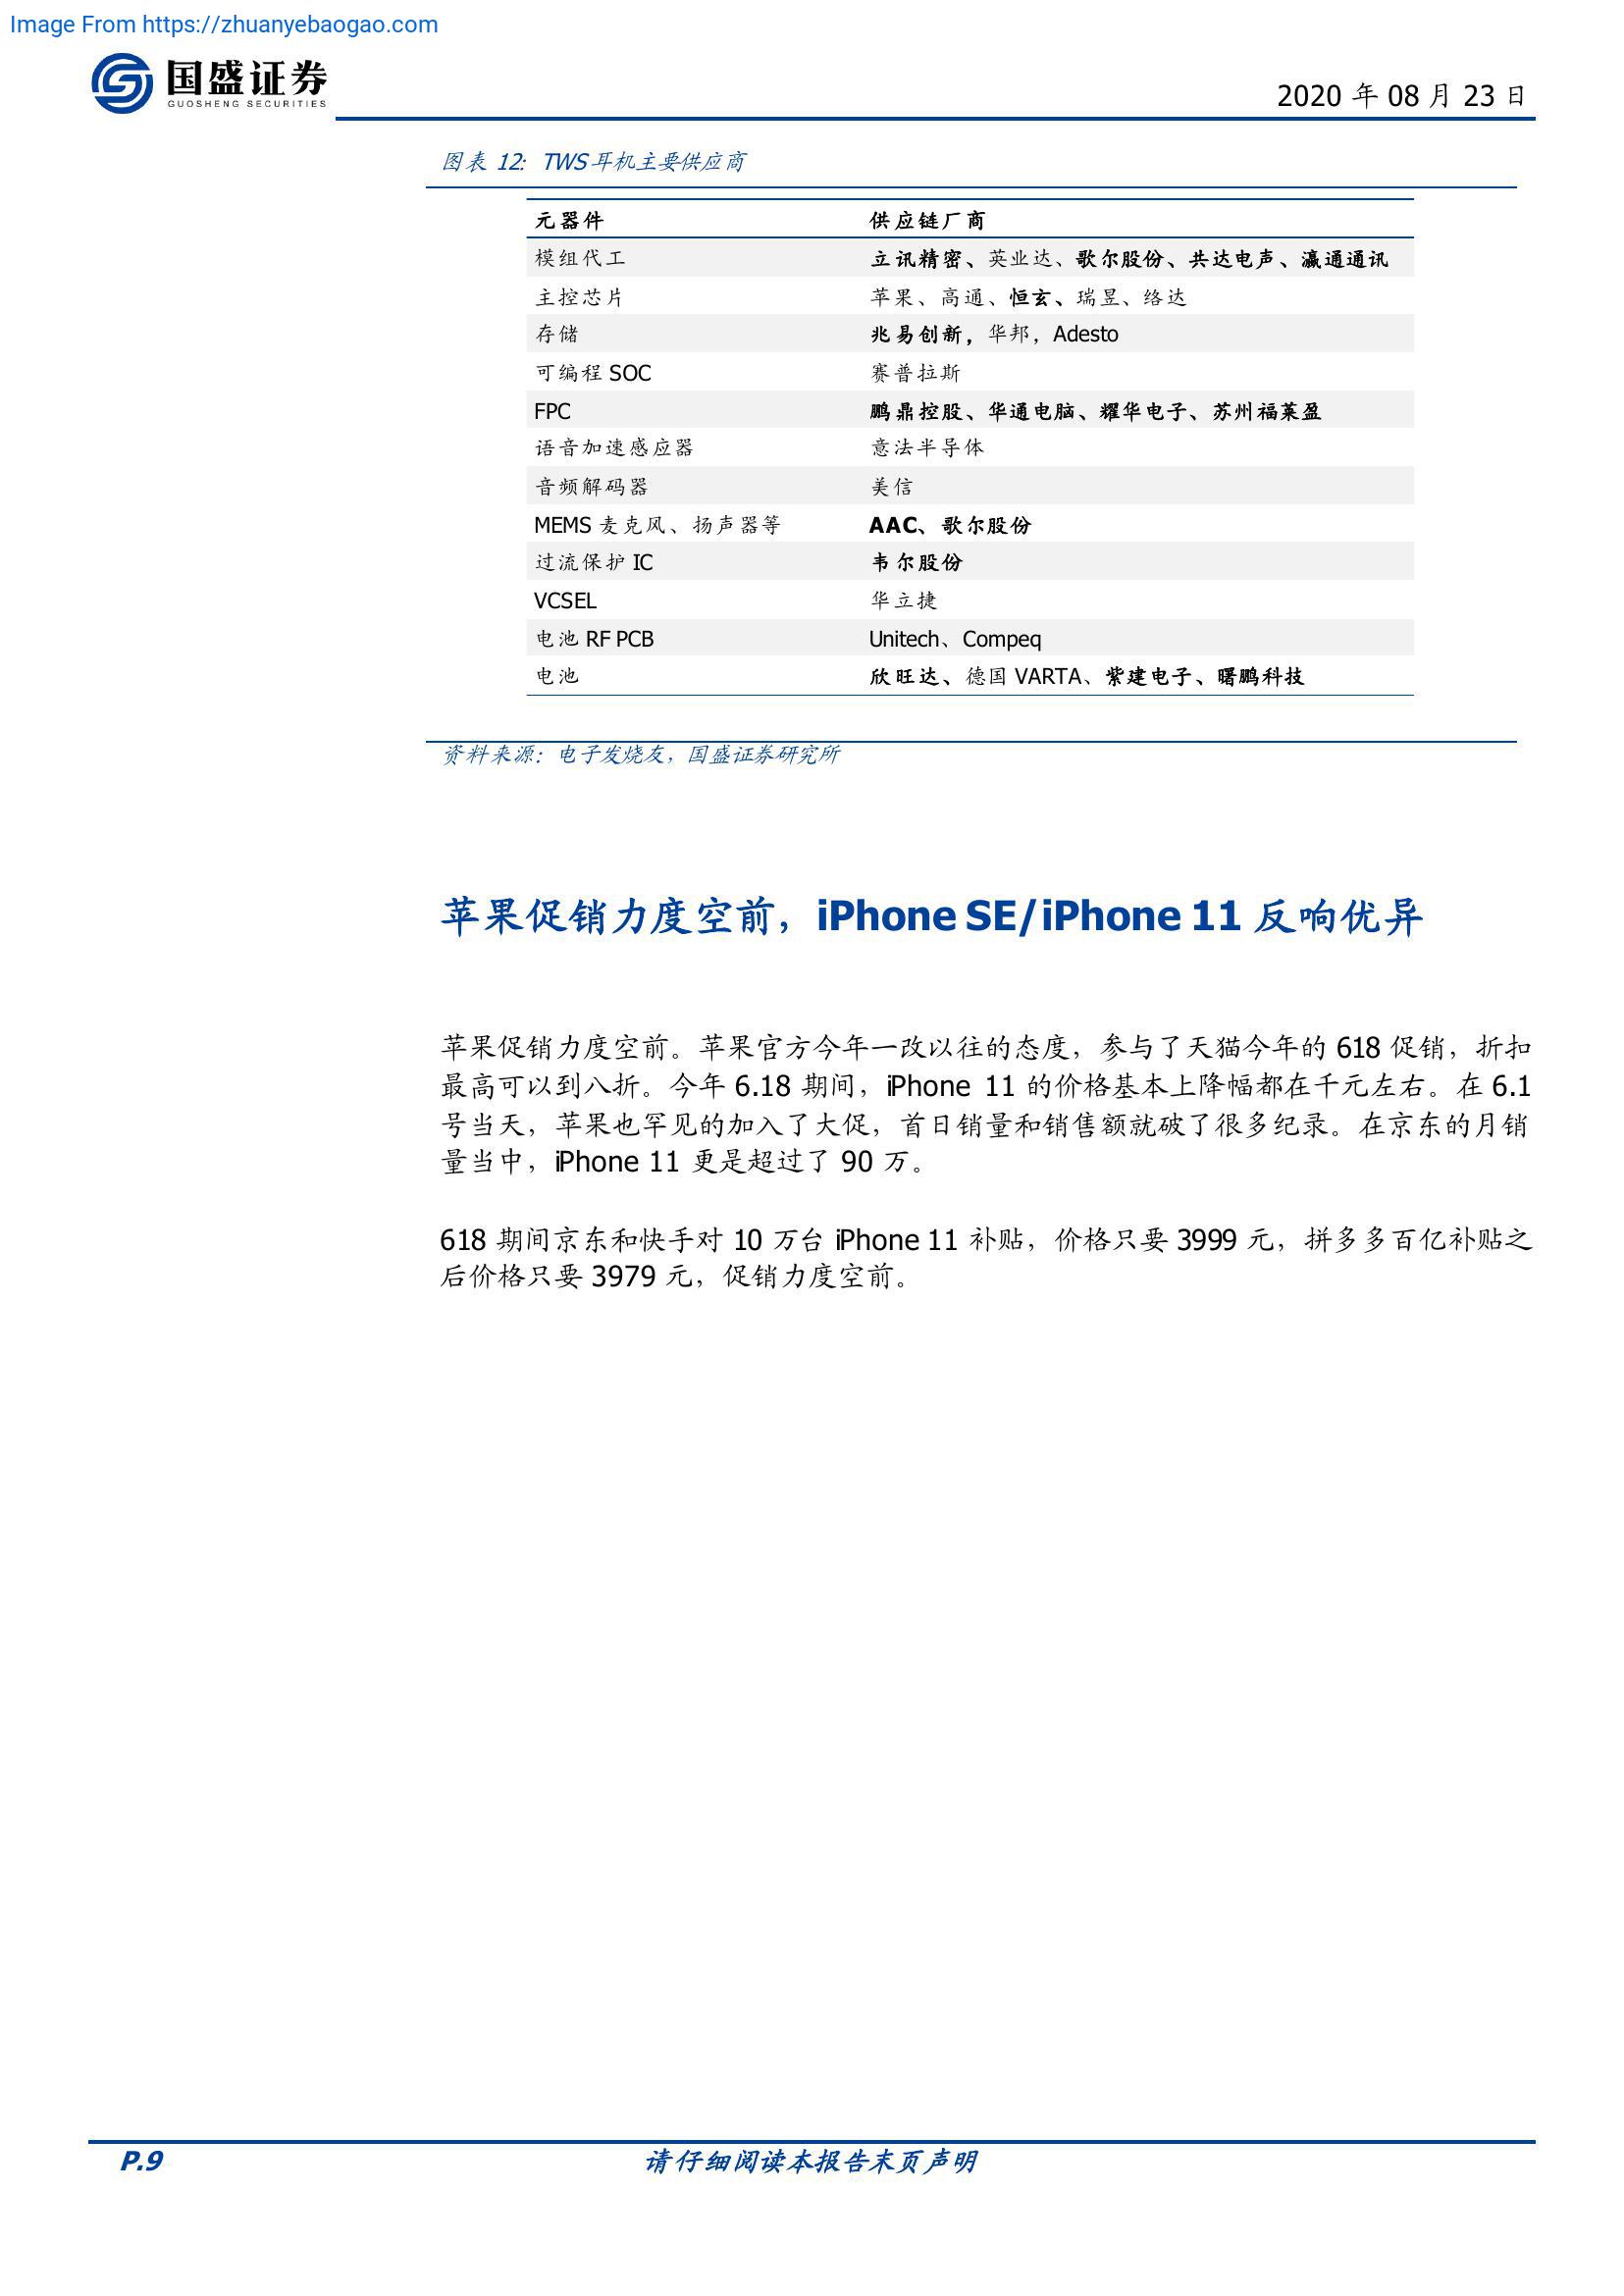 Image From https://zhuanyebaogao.com
国盛证券
GUOSHENG SECURITIES
2020 年 08 月 23 日
图表 12: TWS 耳机主要供应商
元器件 供应链厂商
模组代工 立讯精密、英业达、歌尔股份、共达电声、瀛通通讯
主控芯片 苹果、高通、恒玄、瑞昱、络达
存储 兆易创新，华邦，Adesto
可编程 SOC 赛普拉斯
FPC 鹏鼎控股、华通电脑、耀华电子、苏州福莱盈
语音加速感应器 意法半导体
音频解码器 美信
MEMS 麦克风、扬声器等 AAC、歌尔股份
过流保护 IC 韦尔股份
VCSEL 华立捷
电池 RF PCB Unitech、Compeq
电池 欣旺达、德国 VARTA、紫建电子、曙鹏科技
资料来源：电子发烧友，国盛证券研究所
苹果促销力度空前，iPhone SE/iPhone 11 反响优异
苹果促销力度空前。苹果官方今年一改以往的态度，参与了天猫今年的 618 促销，折扣
最高可以到八折。今年 6.18 期间，iPhone 11 的价格基本上降幅都在千元左右。在 6.1
号当天，苹果也罕见的加入了大促，首日销量和销售额就破了很多纪录。在京东的月销
量当中，iPhone 11 更是超过了 90 万。
618 期间京东和快手对 10 万台 iPhone 11 补贴，价格只要 3999 元，拼多多百亿补贴之
后价格只要 3979 元，促销力度空前。
P.9
请仔细阅读本报告末页声明